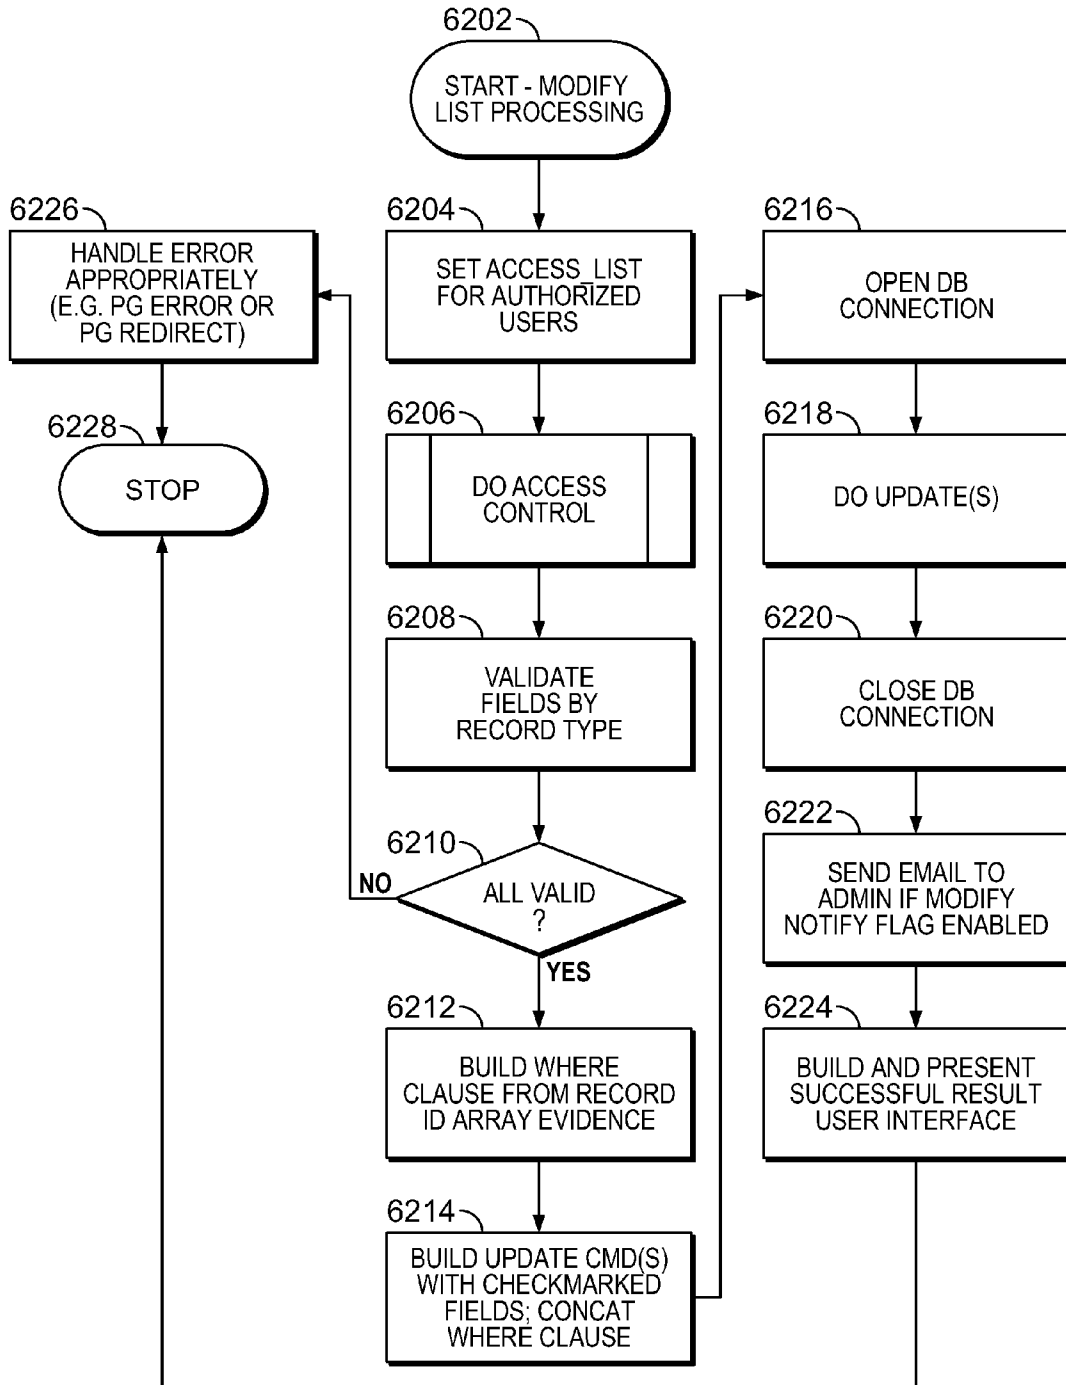 6202
START - MODIFY
LIST PROCESSING
6226
HANDLE ERROR
APPROPRIATELY
(E.G. PG ERROR OR
PG REDIRECT)
6228
STOP
6204
SET ACCESS_LIST
FOR AUTHORIZED
USERS
6206
DO ACCESS
CONTROL
6208
VALIDATE
FIELDS BY
RECORD TYPE
6210
ALL VALID
?
NO
YES
6212
BUILD WHERE
CLAUSE FROM RECORD
ID ARRAY EVIDENCE
6214
BUILD UPDATE CMD(S)
WITH CHECKMARKED
FIELDS; CONCAT
WHERE CLAUSE
6216
OPEN DB
CONNECTION
6218
DO UPDATE(S)
6220
CLOSE DB
CONNECTION
6222
SEND EMAIL TO
ADMIN IF MODIFY
NOTIFY FLAG ENABLED
6224
BUILD AND PRESENT
SUCCESSFUL RESULT
USER INTERFACE